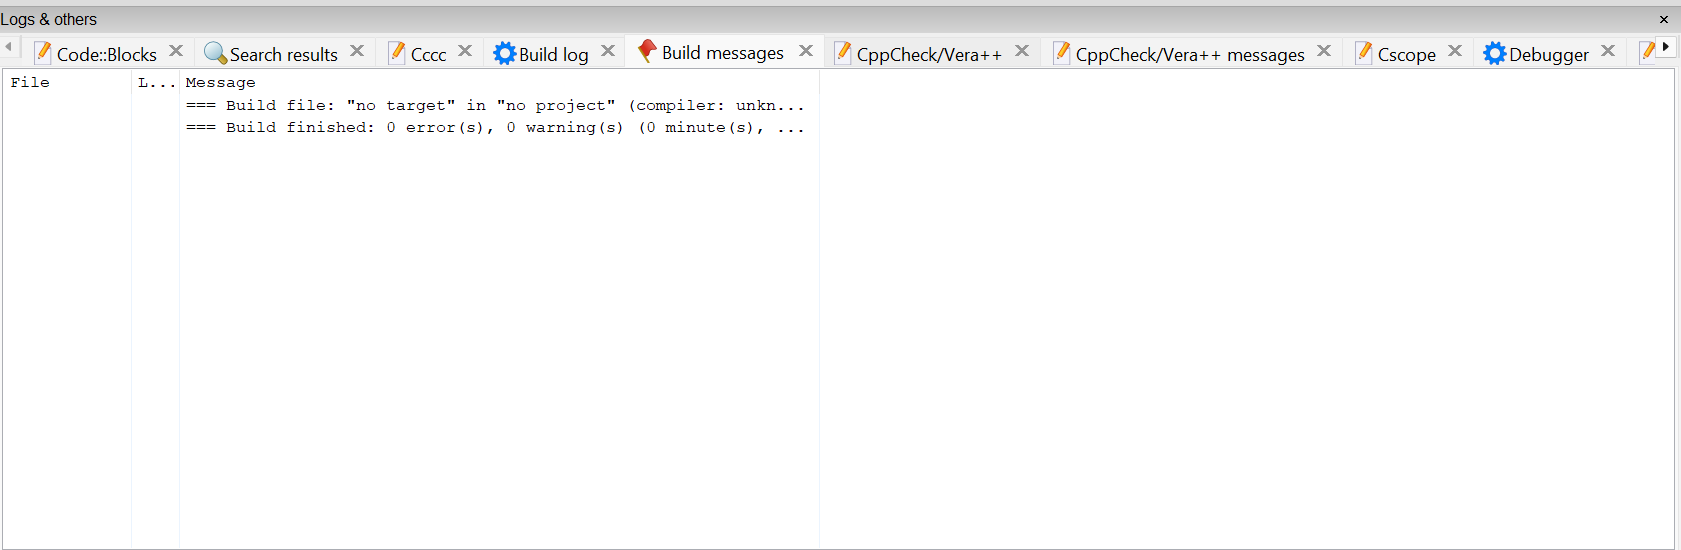 Logs & others
Code::Blocks Search results Cccc Build log Build messages CppCheck/Vera++ CppCheck/Vera++ messages Cscope Debugger
File L... Message
=== Build file: "no target" in "no project" (compiler: unkn...
=== Build finished: 0 error(s), 0 warning(s) (0 minute(s), ...